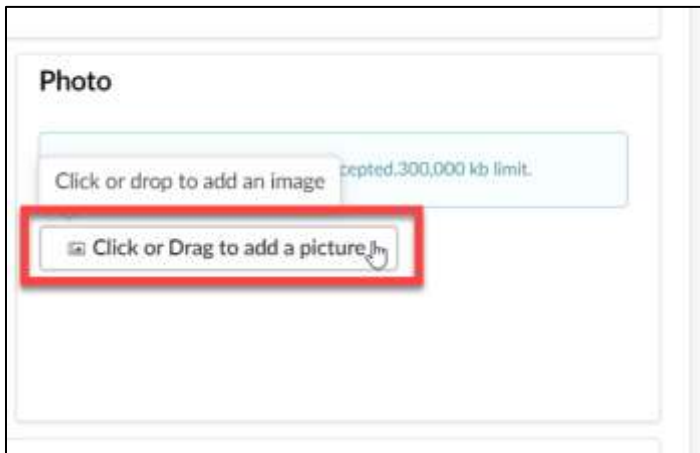 Photo
cepted.300,000 kb limit.
Click or drop to add an image
Click or Drag to add a picture